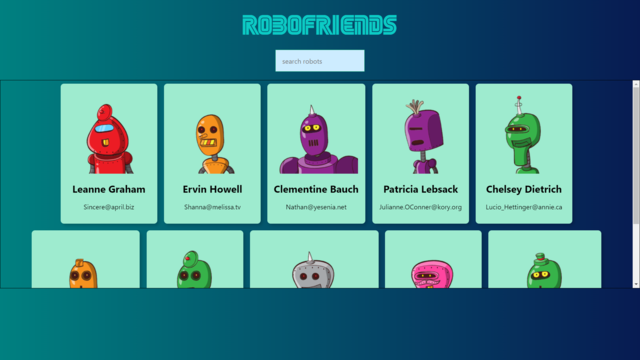 ROBOFRIENDS
search robots
Leanne Graham
Ervin Howell
Clementine Bauch
Patricia Lebsack
Chelsey Dietrich
Sincere@april.biz
Shanna@melissa.tv
Nathan@yesenia.net
Julianne.OConner@kory.org
Lucio_Hettinger@annie.ca